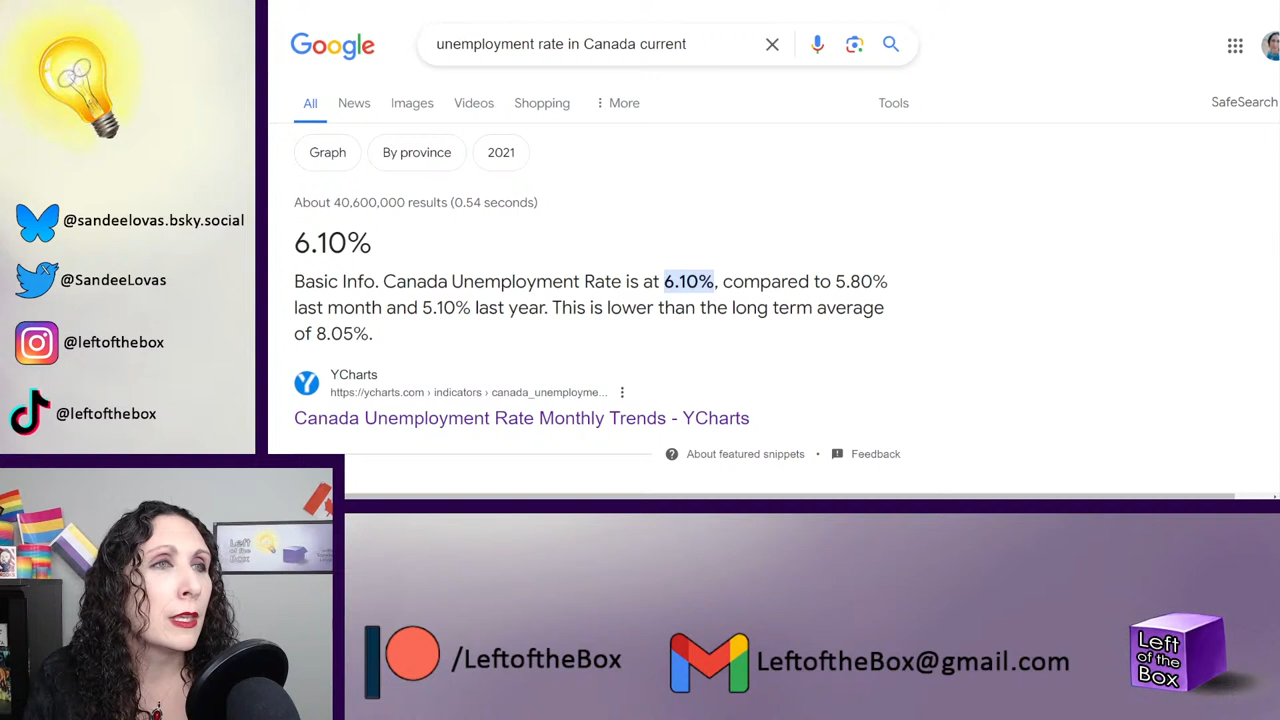 Google
unemployment rate in Canada current
All
News
Images
Videos
Shopping
More
Tools
SafeSearch
Graph
By province
2021
About 40,600,000 results (0.54 seconds)
6.10%
Basic Info. Canada Unemployment Rate is at 6.10%, compared to 5.80%
last month and 5.10% last year. This is lower than the long term average
of 8.05%.
YCharts
https://ycharts.com › indicators › canada_unemployme...
Canada Unemployment Rate Monthly Trends - YCharts
About featured snippets
•
Feedback
@sandeelovas.bsky.social
@SandeeLovas
@leftofthebox
@leftofthebox
Left
of the
Box
/LeftoftheBox
LeftoftheBox@gmail.com
Left
of the
Box